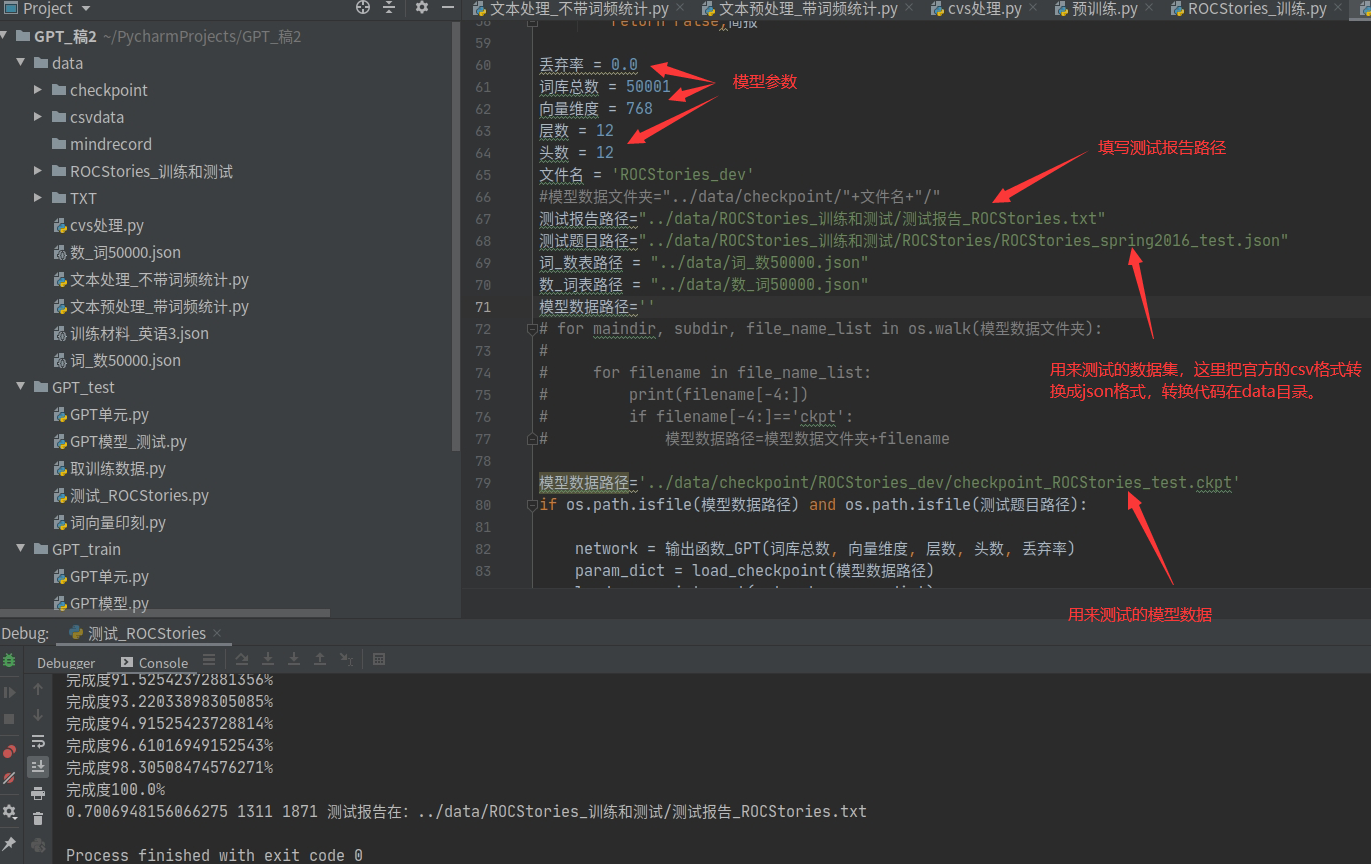 Project
文本处理_不带词频统计.py
文本预处理_带词频统计.py
cvs处理.py
预训练.py
ROCStories_训练.py
GPT_稿2 ~/PycharmProjects/GPT_稿2
data
checkpoint
csvdata
mindrecord
ROCStories_训练和测试
TXT
cvs处理.py
数_词50000.json
文本处理_不带词频统计.py
文本预处理_带词频统计.py
训练材料_英语3.json
词_数50000.json
GPT_test
GPT单元.py
GPT模型_测试.py
取训练数据.py
测试_ROCStories.py
词向量印刻.py
GPT_train
GPT单元.py
GPT模型.py
58 return False,简报
59
60 丢弃率 = 0.0
61 词库总数 = 50001
62 向量维度 = 768
63 层数 = 12
64 头数 = 12
65 文件名 = 'ROCStories_dev'
66 #模型数据文件夹="../data/checkpoint/"+文件名+"/"
67 测试报告路径="../data/ROCStories_训练和测试/测试报告_ROCStories.txt"
68 测试题目路径="../data/ROCStories_训练和测试/ROCStories/ROCStories_spring2016_test.json"
69 词_数表路径 = "../data/词_数50000.json"
70 数_词表路径 = "../data/数_词50000.json"
71 模型数据路径=''
72 # for maindir, subdir, file_name_list in os.walk(模型数据文件夹):
73 #
74 #     for filename in file_name_list:
75 #         print(filename[-4:])
76 #         if filename[-4:]=='ckpt':
77 #             模型数据路径=模型数据文件夹+filename
78
79 模型数据路径='../data/checkpoint/ROCStories_dev/checkpoint_ROCStories_test.ckpt'
80 if os.path.isfile(模型数据路径) and os.path.isfile(测试题目路径):
81
82     network = 输出函数_GPT(词库总数, 向量维度, 层数, 头数, 丢弃率)
83     param_dict = load_checkpoint(模型数据路径)
模型参数
填写测试报告路径
用来测试的数据集，这里把官方的csv格式转
换成json格式，转换代码在data目录。
用来测试的模型数据
Debug:
测试_ROCStories
Debugger
Console
完成度91.52542372881356%
完成度93.22033898305085%
完成度94.91525423728814%
完成度96.61016949152543%
完成度98.30508474576271%
完成度100.0%
0.7006948156066275 1311 1871 测试报告在：../data/ROCStories_训练和测试/测试报告_ROCStories.txt
Process finished with exit code 0